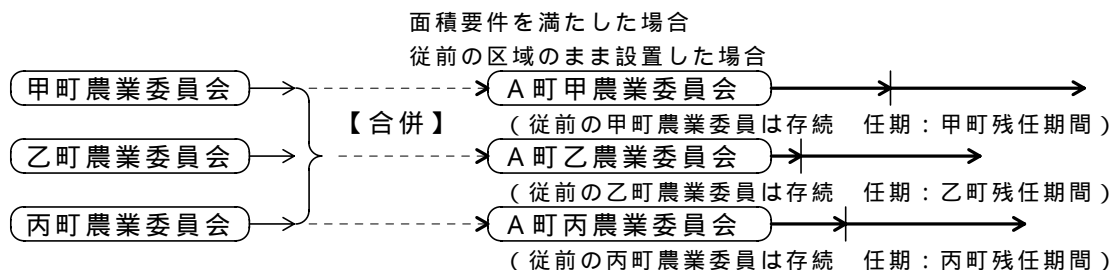 面積要件を満たした場合
従前の区域のまま設置した場合
甲町農業委員会
A町甲農業委員会
【合併】
(従前の甲町農業委員は存続 任期:甲町残任期間)
乙町農業委員会
A町乙農業委員会
(従前の乙町農業委員は存続 任期:乙町残任期間)
丙町農業委員会
A町丙農業委員会
(従前の丙町農業委員は存続 任期:丙町残任期間)